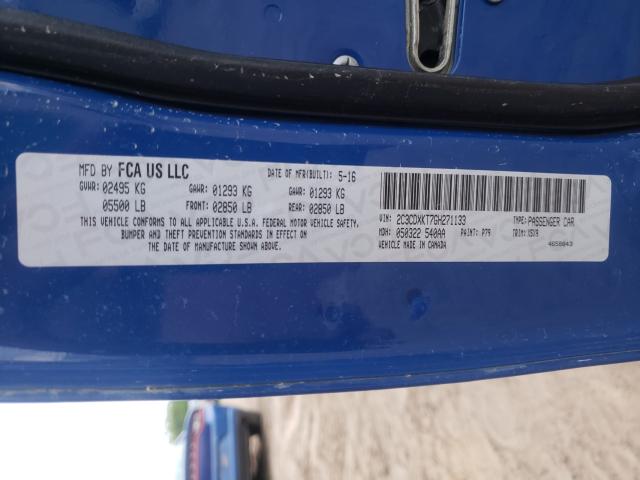 MFD BY FCA US LLC
DATE OF MFR(BUILT): 5-16
GVWR: 02495 KG GAWR: 01293 KG GAWR: 01293 KG
05500 LB FRONT: 02850 LB REAR: 02850 LB
THIS VEHICLE CONFORMS TO ALL APPLICABLE U.S.A. FEDERAL MOTOR VEHICLE SAFETY,
BUMPER AND THEFT PREVENTION STANDARDS IN EFFECT ON
THE DATE OF MANUFACTURE SHOWN ABOVE.
VIN: 2C3CDXKT7GH271133 TYPE: PASSENGER CAR
MDH: 050322 540AA PAINT: P79 TRIM: X5X9
VEHICLE MADE IN CANADA 4658043